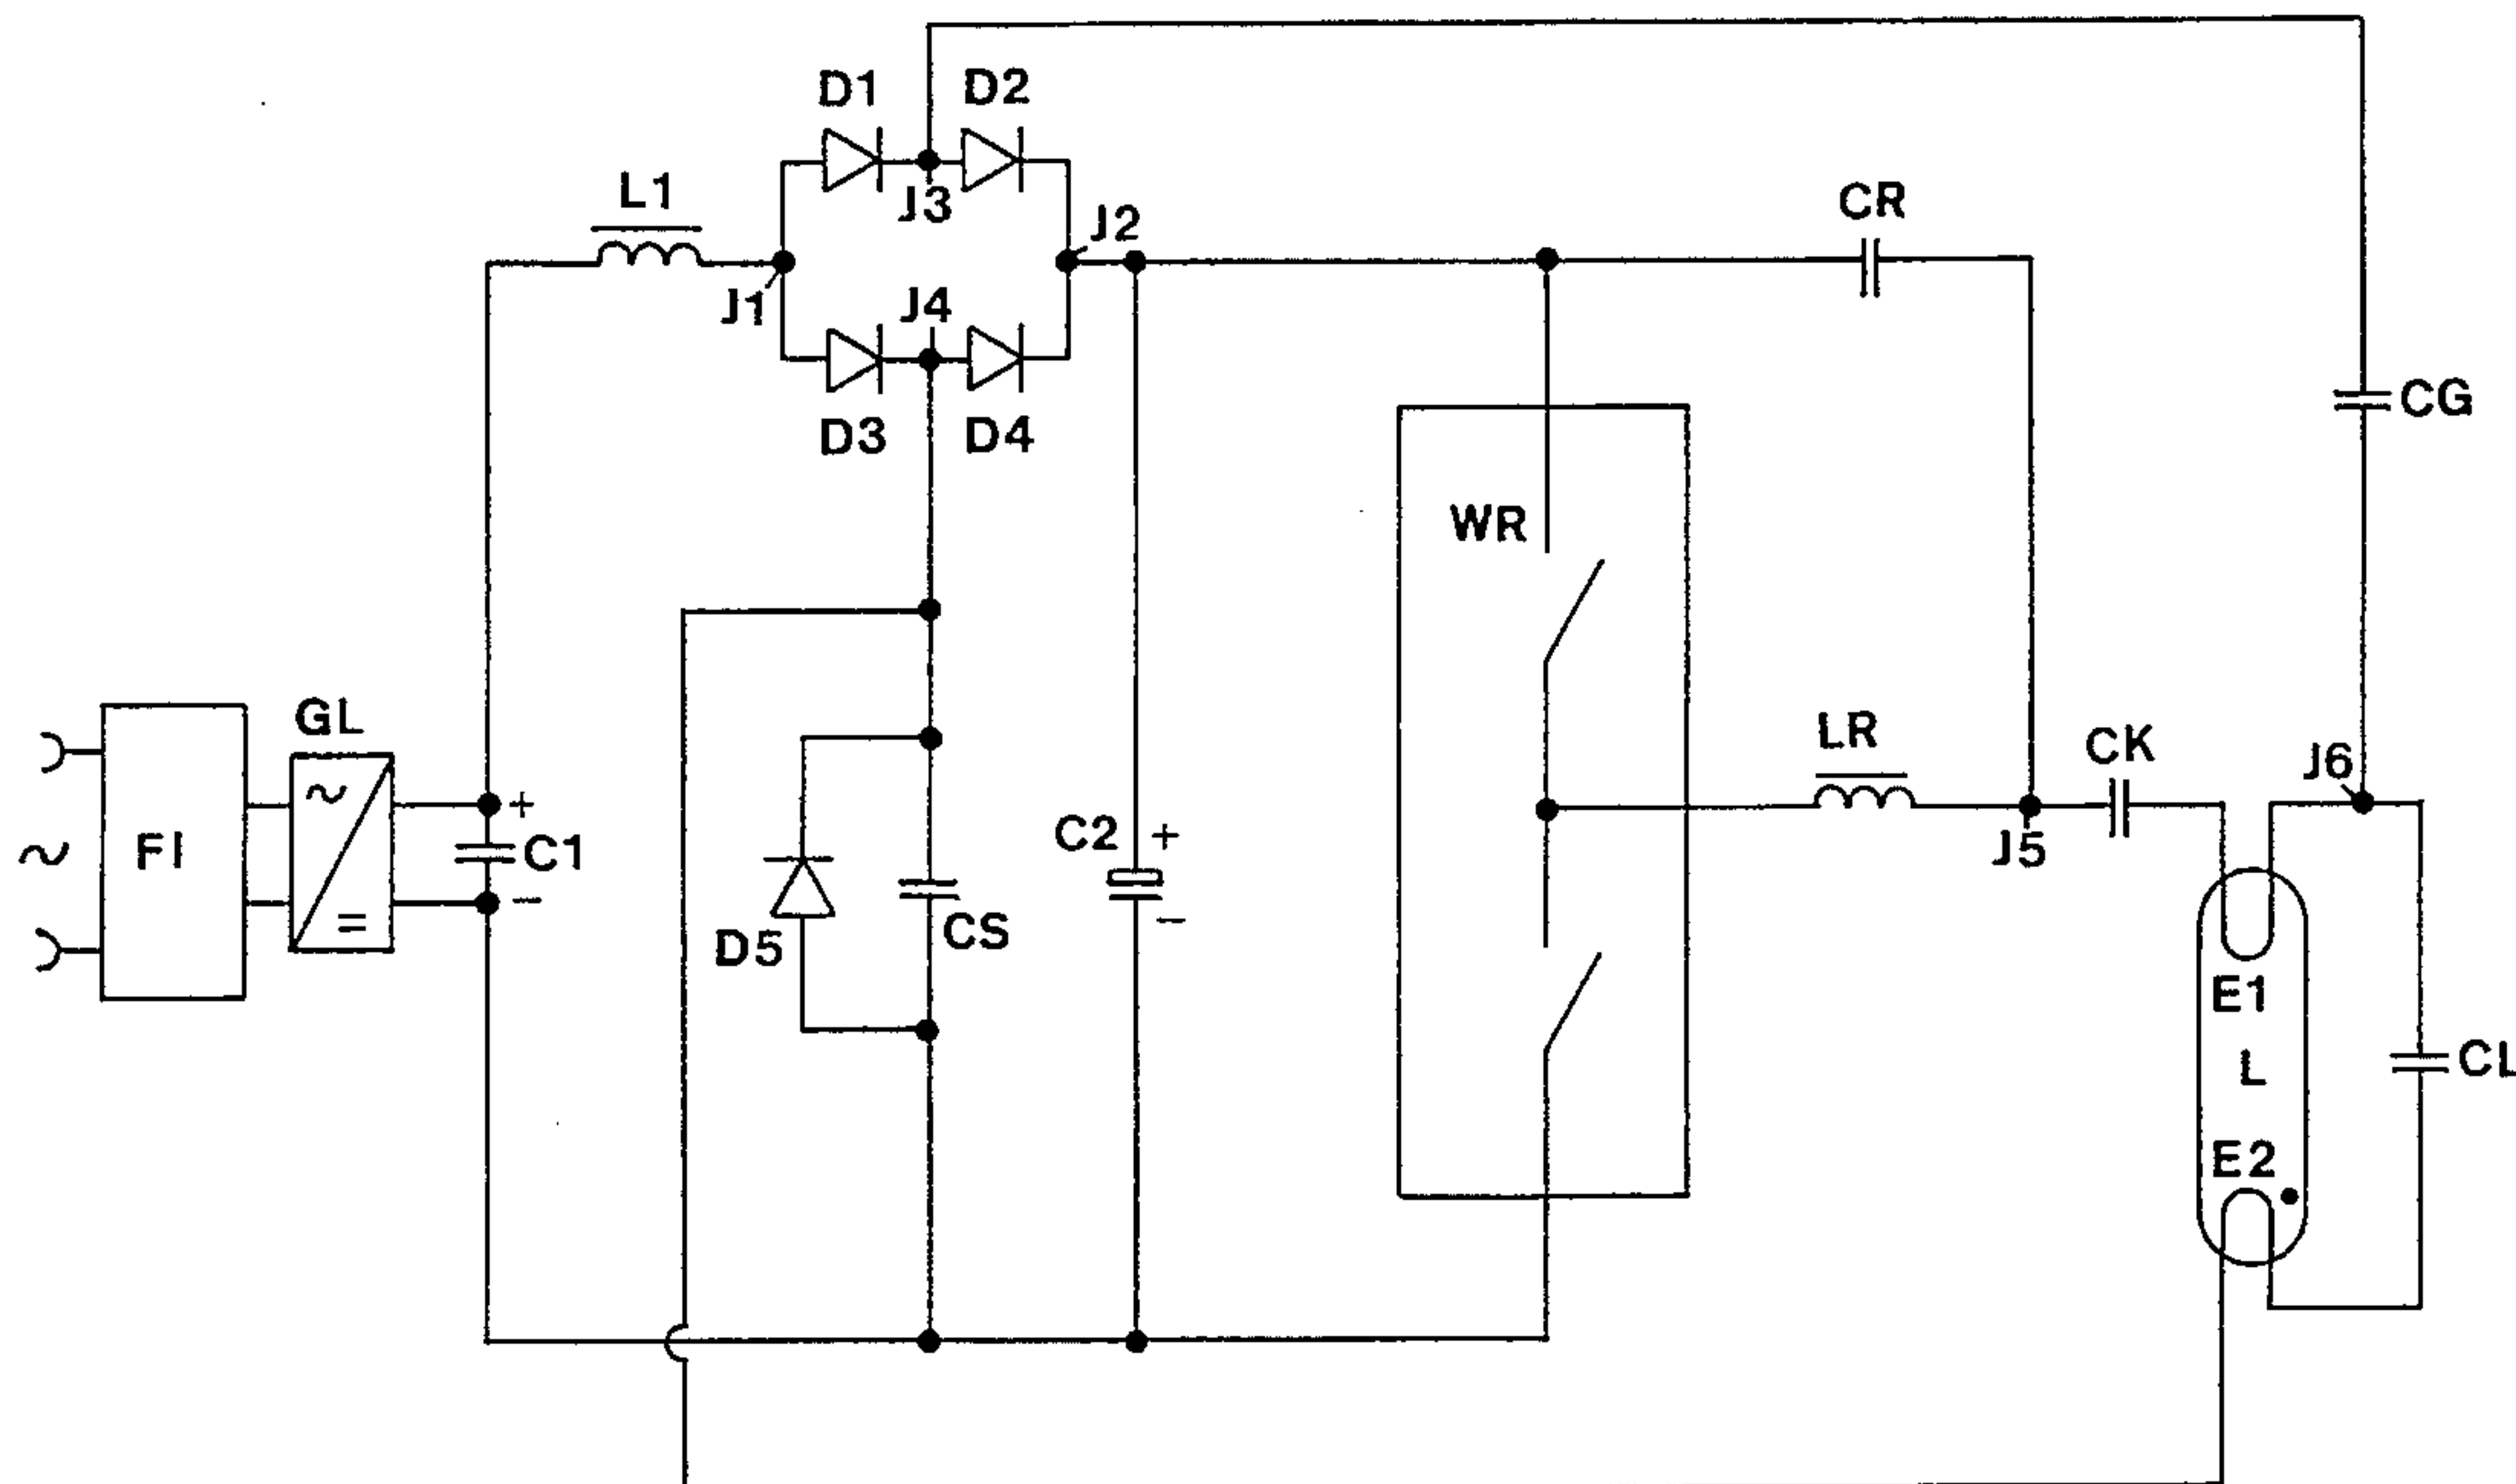 D1
D2
L1
J3
J2
CR
J1
J4
D3
D4
CG
WR
GL
LR
CK
J6
~
+
FI
C1
C2
+
J5
~
=
−
D5
CS
−
E1
L
CL
E2